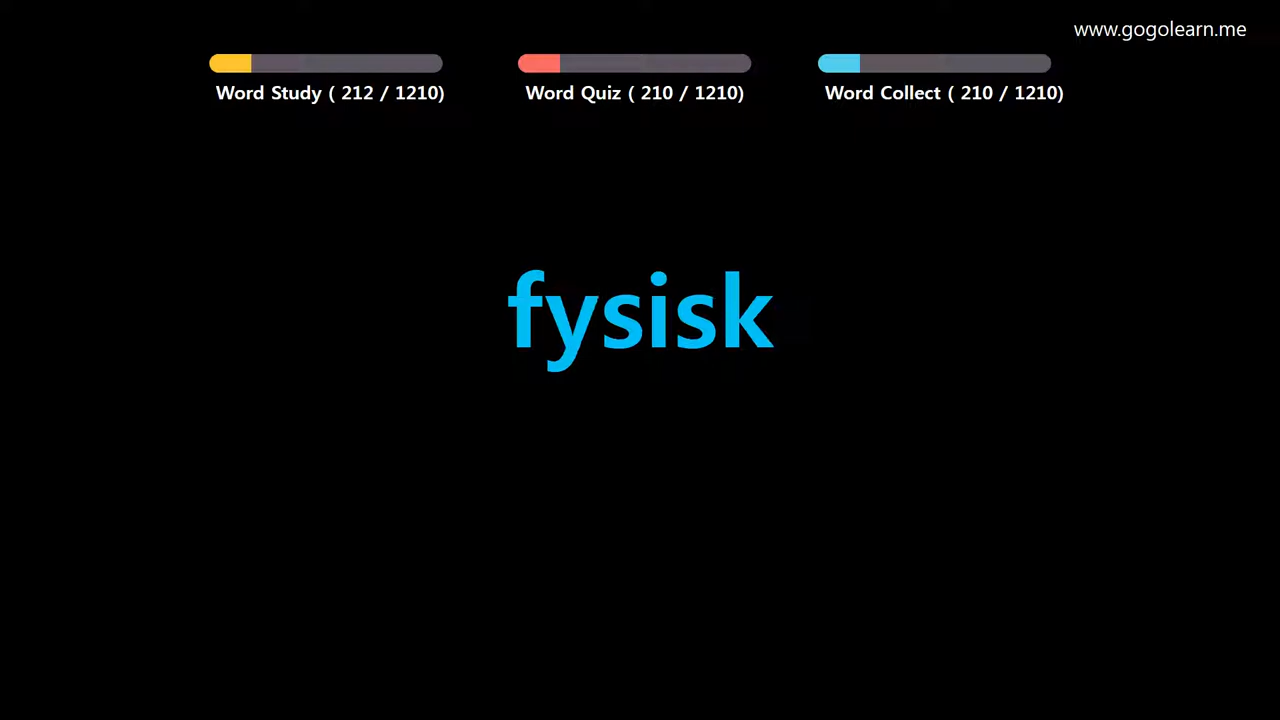 www.gogolearn.me
Word Study ( 212 / 1210)
Word Quiz ( 210 / 1210)
Word Collect ( 210 / 1210)
fysisk